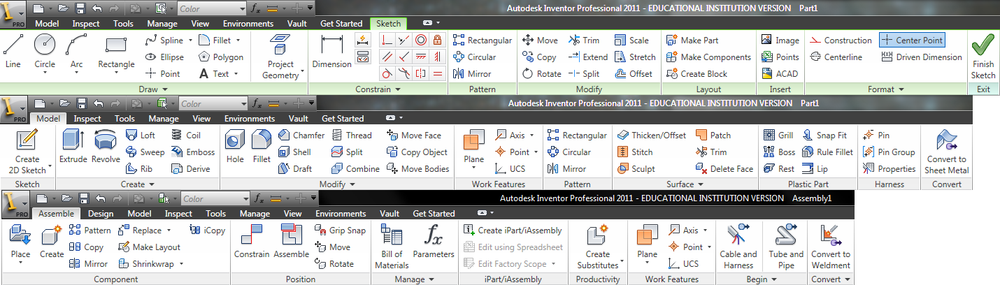 Color Autodesk Inventor Professional 2011 - EDUCATIONAL INSTITUTION VERSION Part1
PRO Model Inspect Tools Manage View Environments Vault Get Started Sketch
Line Circle Arc Rectangle Spline Fillet Project Geometry Dimension Rectangular Move Trim Scale Make Part Image Construction Center Point Finish Sketch
Ellipse Polygon Circular Copy Extend Stretch Make Components Points Centerline Driven Dimension
Point Text Mirror Rotate Split Offset Create Block ACAD
Draw Constrain Pattern Modify Layout Insert Format Exit
Color Autodesk Inventor Professional 2011 - EDUCATIONAL INSTITUTION VERSION Part1
PRO Model Inspect Tools Manage View Environments Vault Get Started
Create 2D Sketch Extrude Revolve Loft Coil Hole Fillet Chamfer Thread Move Face Plane Axis Rectangular Thicken/Offset Patch Grill Snap Fit Pin Convert to Sheet Metal
Sweep Emboss Shell Split Copy Object Point Circular Stitch Trim Boss Rule Fillet Pin Group
Rib Derive Draft Combine Move Bodies UCS Mirror Sculpt Delete Face Rest Lip Properties
Sketch Create Modify Work Features Pattern Surface Plastic Part Harness Convert
Color Autodesk Inventor Professional 2011 - EDUCATIONAL INSTITUTION VERSION Assembly1
PRO Assemble Design Model Inspect Tools Manage View Environments Vault Get Started
Place Create Pattern Replace iCopy Constrain Assemble Grip Snap Bill of Materials Parameters Create iPart/iAssembly Create Substitutes Plane Axis Cable and Harness Tube and Pipe Convert to Weldment
Copy Make Layout Move Edit using Spreadsheet Point
Mirror Shrinkwrap Rotate Edit Factory Scope UCS
Component Position Manage iPart/iAssembly Productivity Work Features Begin Convert